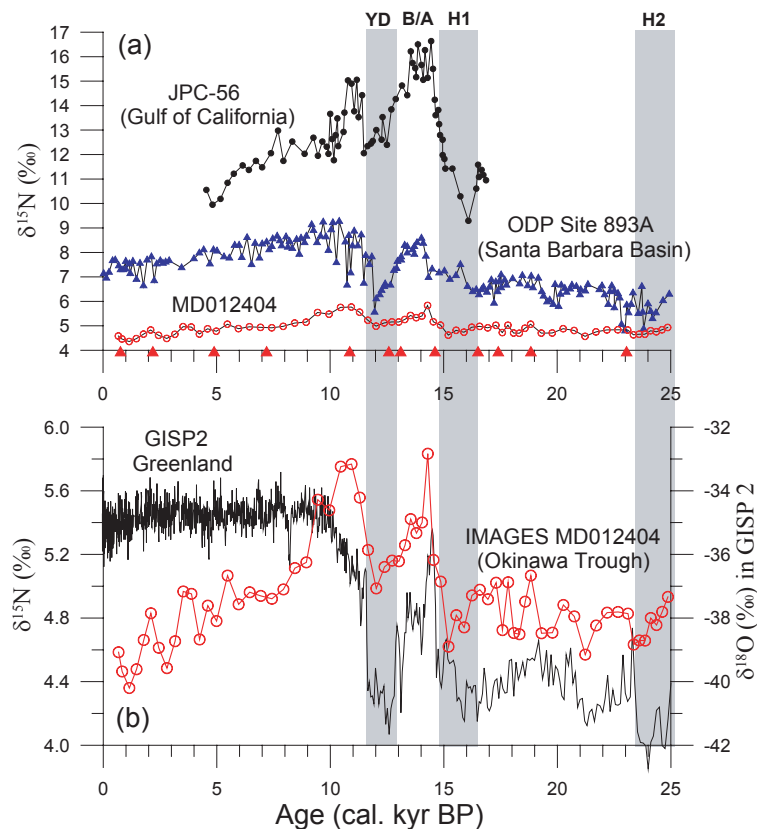 YD B/A H1 H2
17
16
15
14
13
12
11
10
9
8
7
6
5
4
δ¹⁵N (‰)
(a)
JPC-56
(Gulf of California)
ODP Site 893A
(Santa Barbara Basin)
MD012404
0 5 10 15 20 25
6.0
5.6
5.2
4.8
4.4
4.0
δ¹⁵N (‰)
GISP2
Greenland
IMAGES MD012404
(Okinawa Trough)
(b)
-32
-34
-36
-38
-40
-42
δ¹⁸O (‰) in GISP 2
0 5 10 15 20 25
Age (cal. kyr BP)